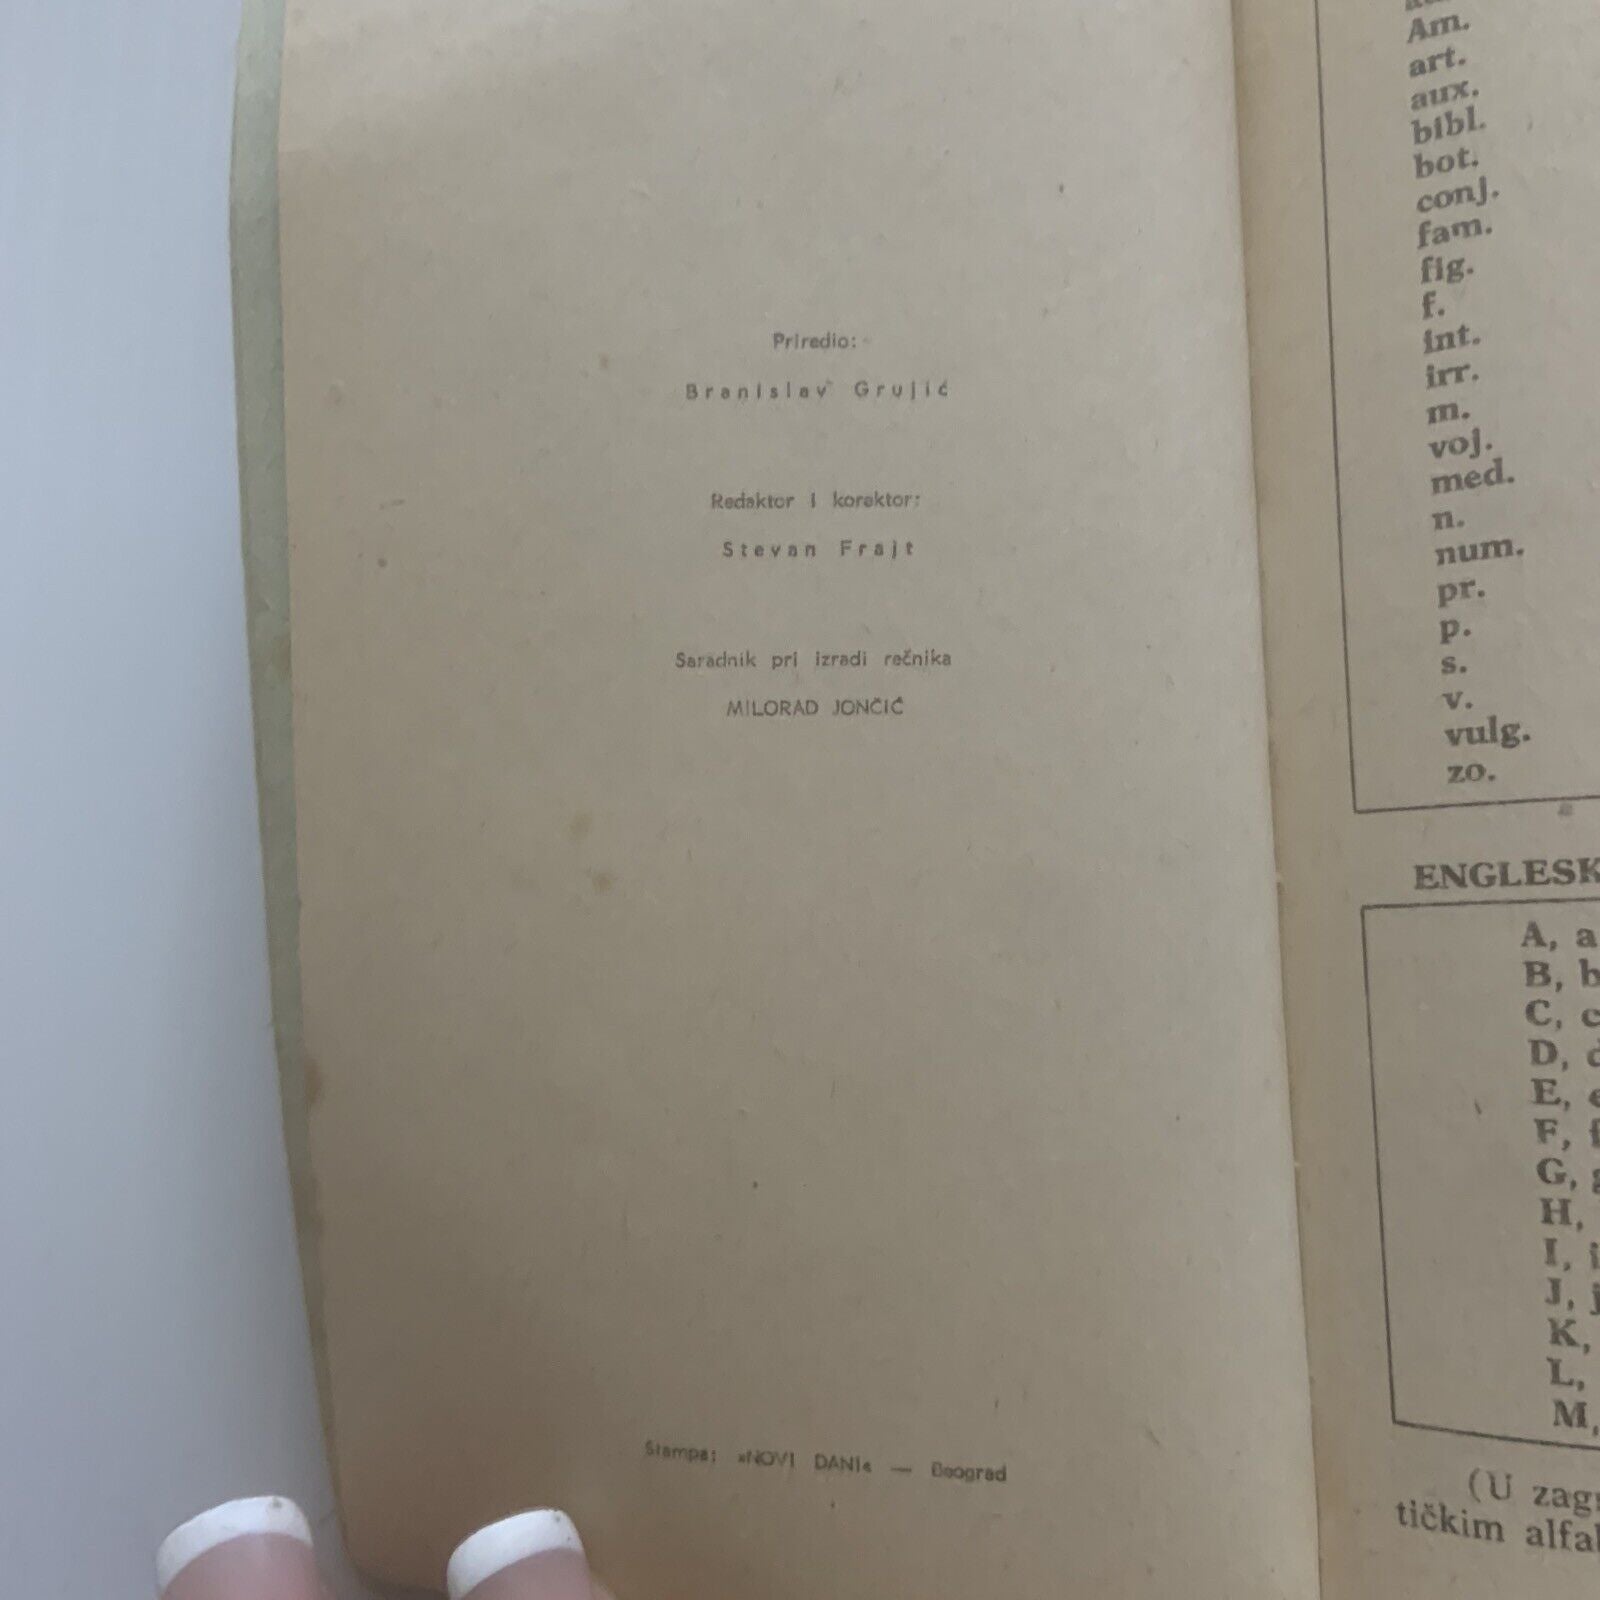 Priredio:
Branislav Grujić
Redaktor i korektor:
Stevan Frajt
Saradnik pri izradi rečnika
MILORAD JONČIĆ
Štampa: »NOVI DANI« — Beograd
Am.
art.
aux.
bibl.
bot.
conj.
fam.
fig.
f.
int.
irr.
m.
voj.
med.
n.
num.
pr.
p.
s.
v.
vulg.
zo.
ENGLESK
A, a
B, b
C, c
D, d
E, e
F, f
G, g
H,
I, i
J, j
K,
L,
M,
(U zag
tičkim alfa